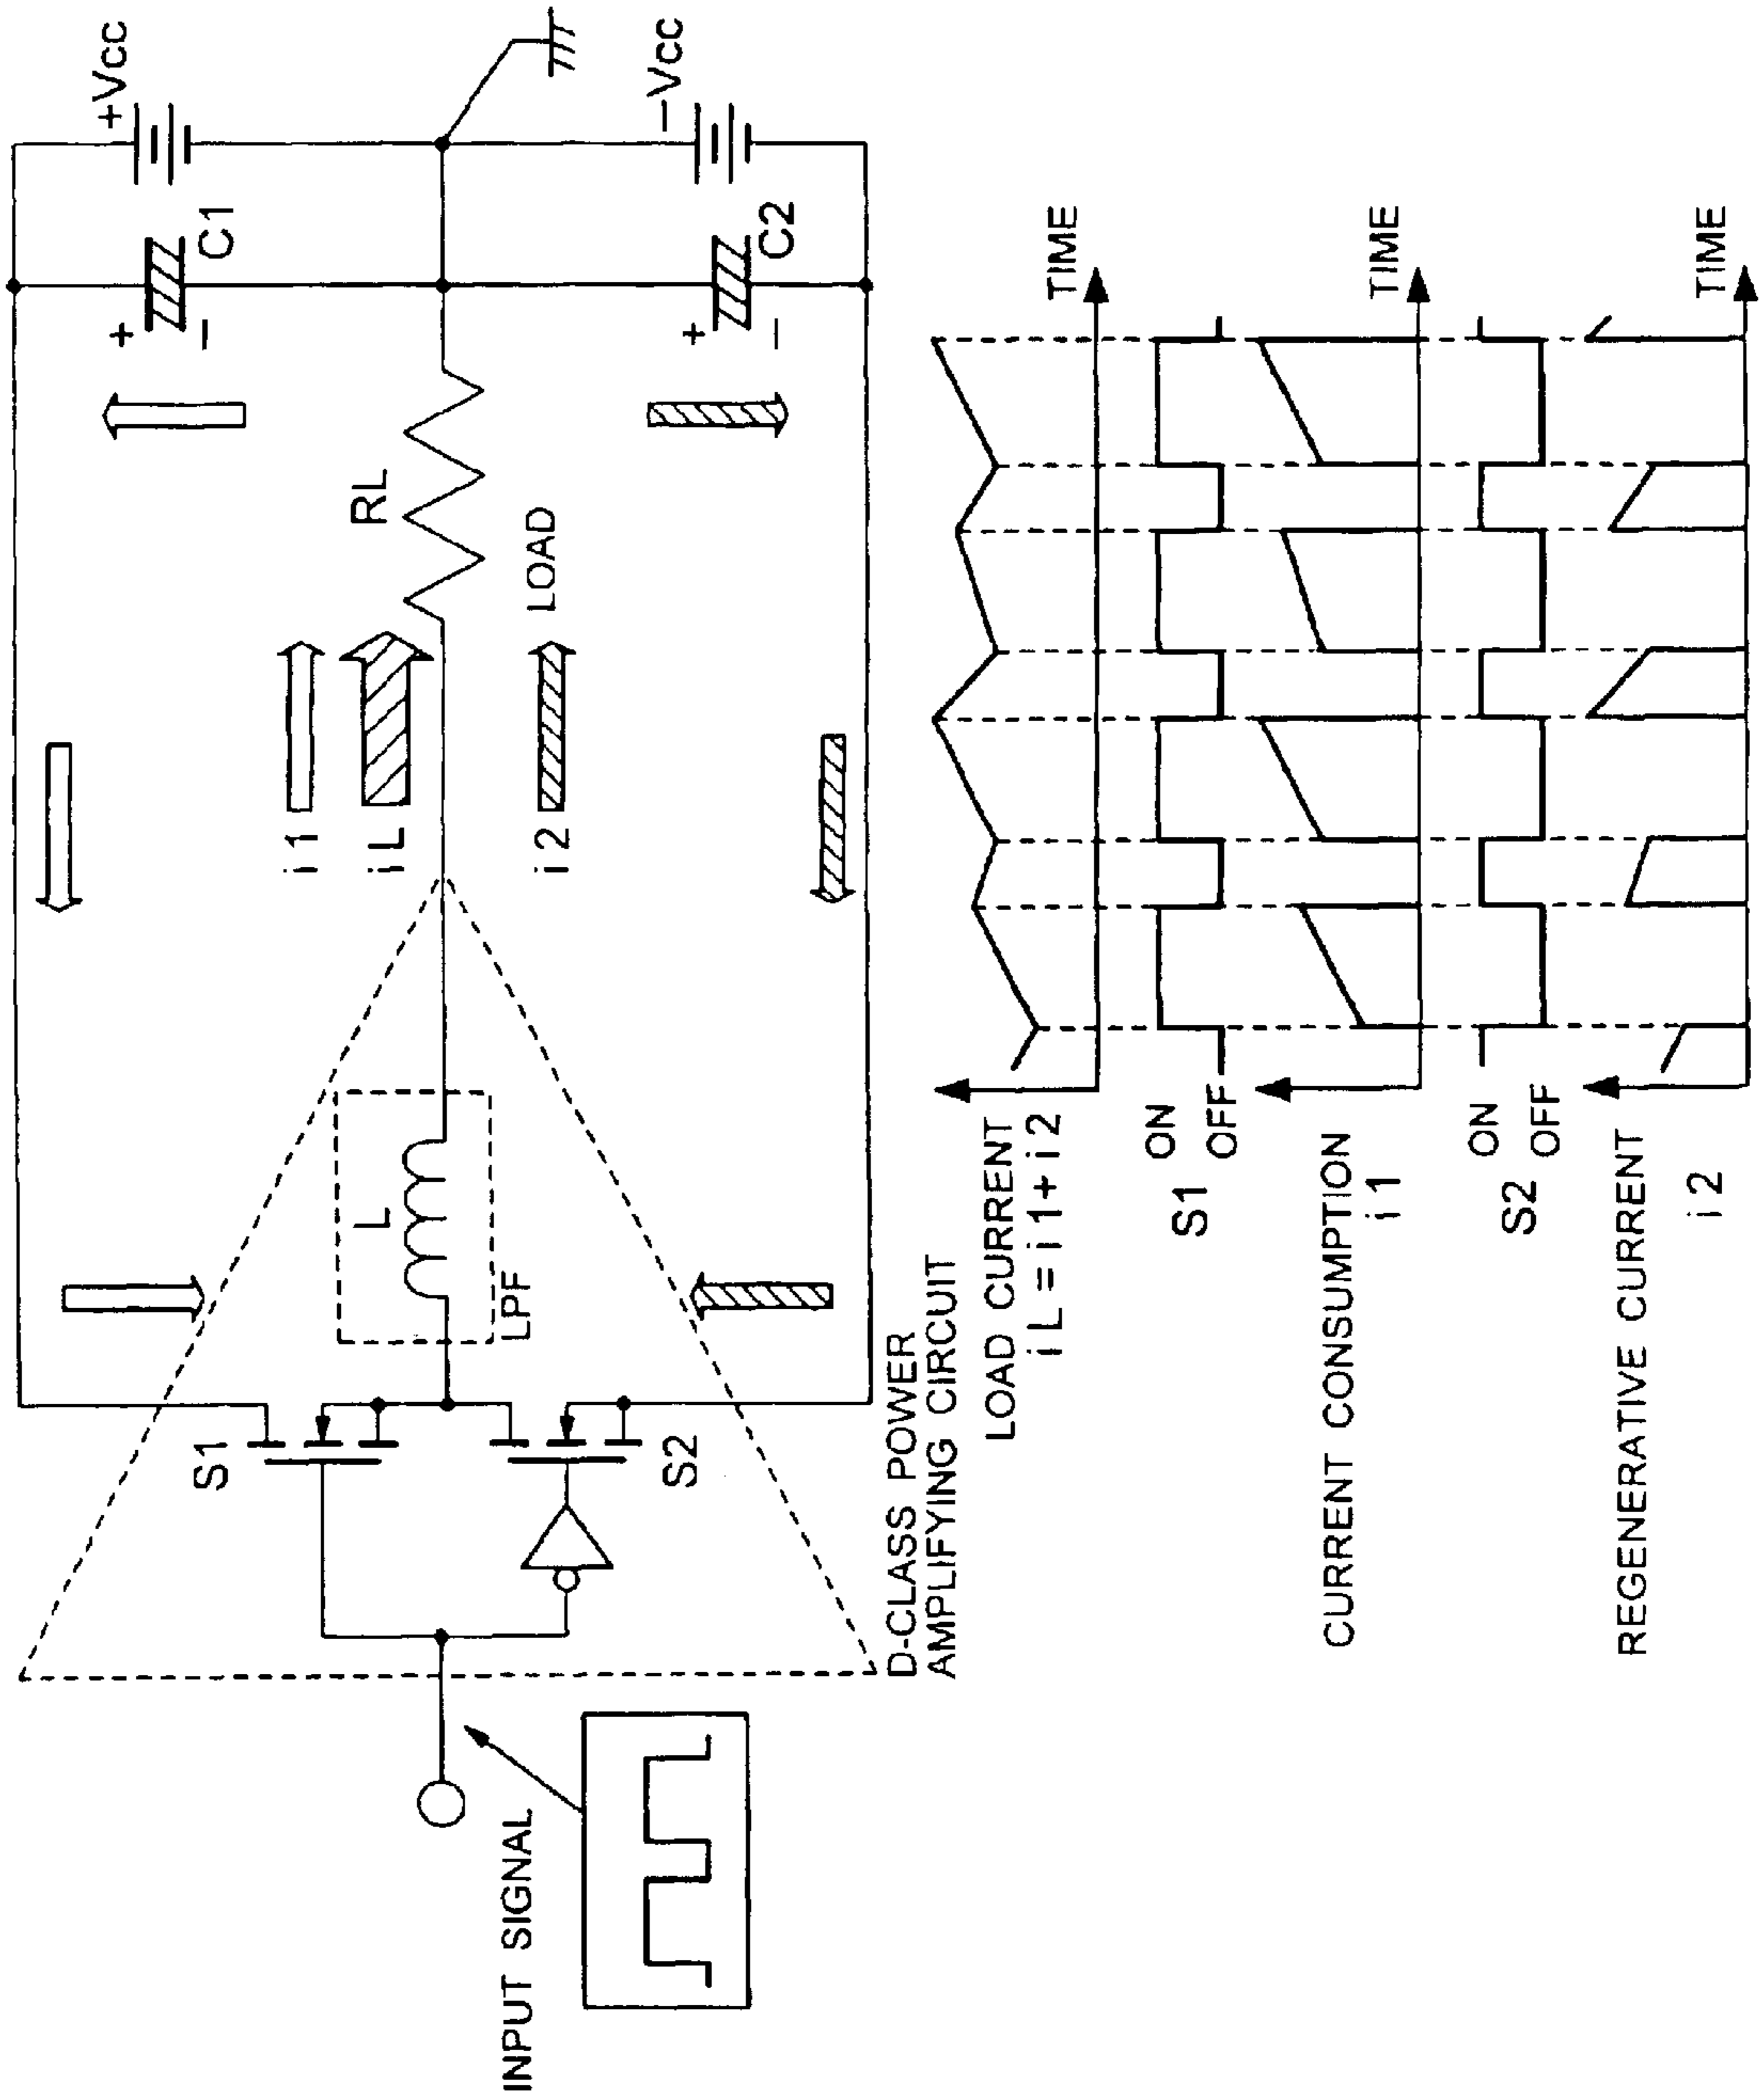 +Vcc
C1
+
−
−Vcc
C2
+
−
RL
LOAD
i1
iL
i2
L
LPF
S1
S2
D-CLASS POWER
AMPLIFYING CIRCUIT
INPUT SIGNAL
LOAD CURRENT
iL=i1+i2
TIME
S1
ON
OFF
CURRENT CONSUMPTION
i1
TIME
S2
ON
OFF
REGENERATIVE CURRENT
i2
TIME